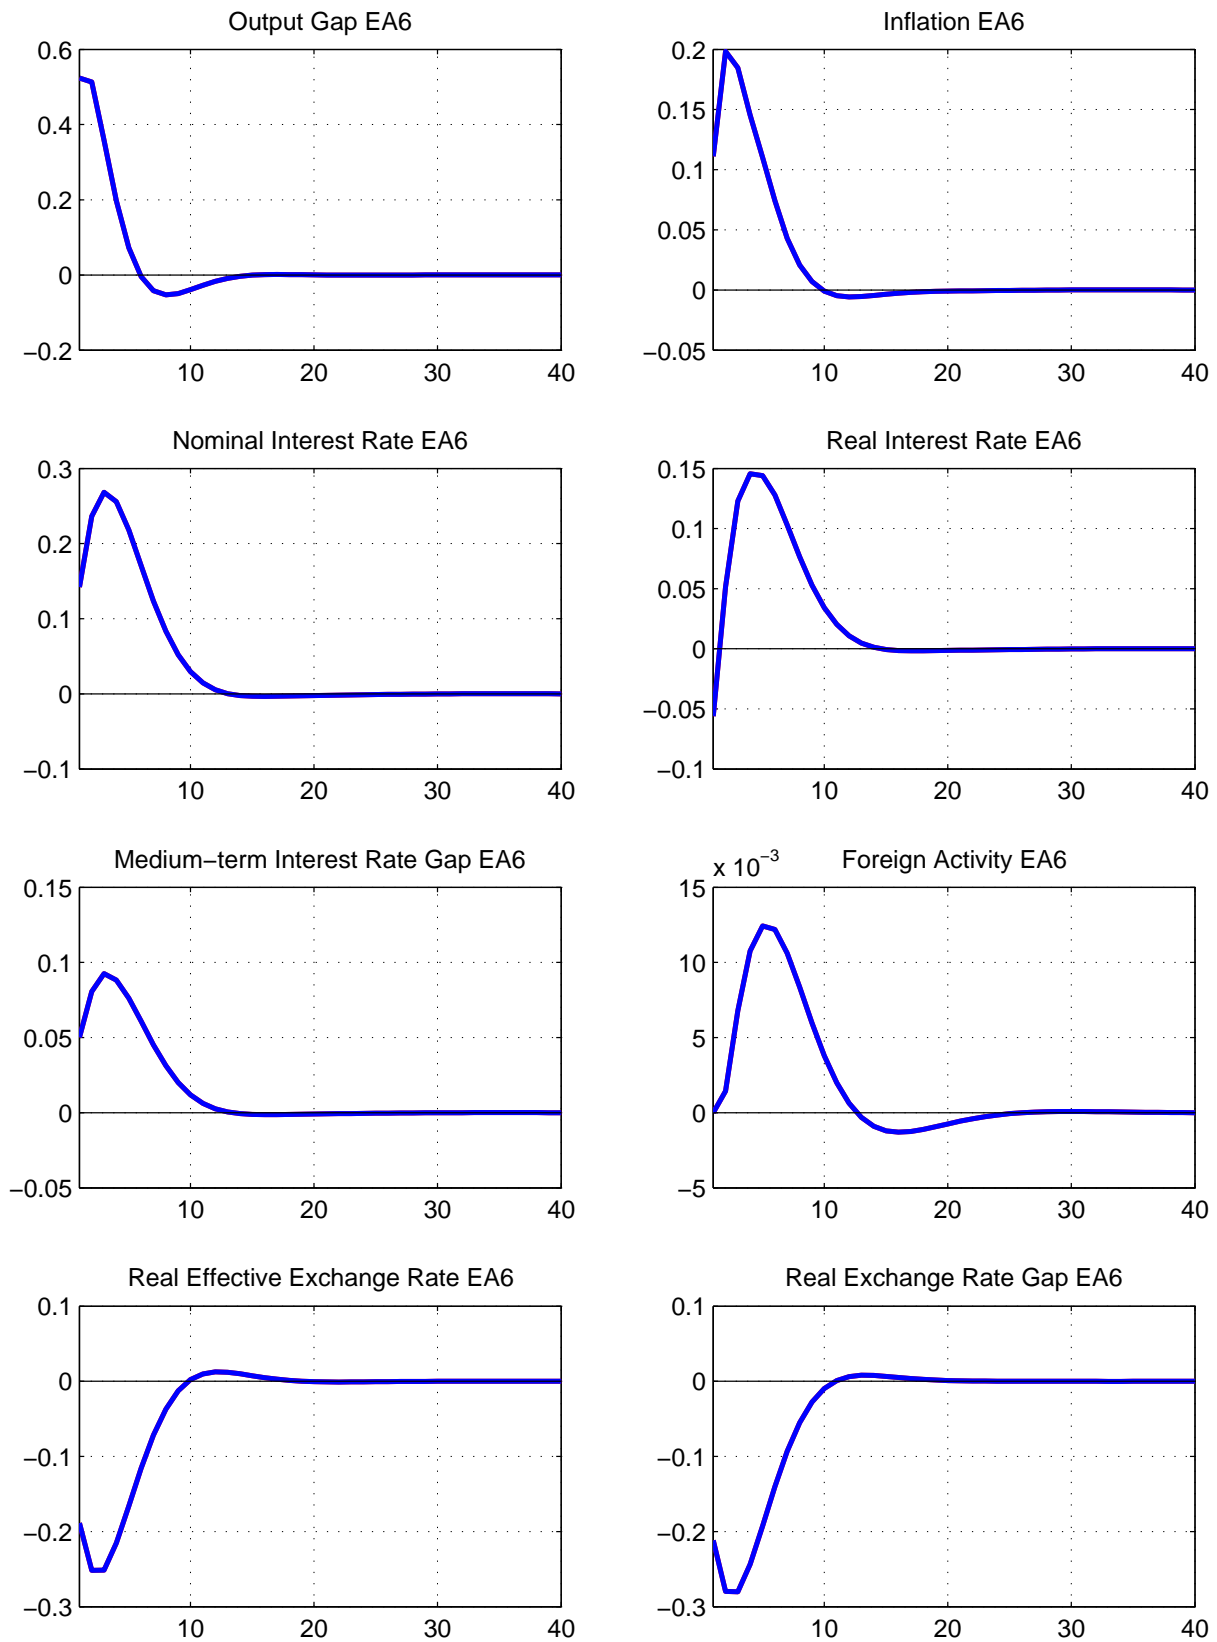 Output Gap EA6
0.6
0.4
0.2
0
−0.2
10 20 30 40
Inflation EA6
0.2
0.15
0.1
0.05
0
−0.05
10 20 30 40
Nominal Interest Rate EA6
0.3
0.2
0.1
0
−0.1
10 20 30 40
Real Interest Rate EA6
0.15
0.1
0.05
0
−0.05
−0.1
10 20 30 40
Medium−term Interest Rate Gap EA6
0.15
0.1
0.05
0
−0.05
10 20 30 40
Foreign Activity EA6
x 10−3
15
10
5
0
−5
10 20 30 40
Real Effective Exchange Rate EA6
0.1
0
−0.1
−0.2
−0.3
10 20 30 40
Real Exchange Rate Gap EA6
0.1
0
−0.1
−0.2
−0.3
10 20 30 40